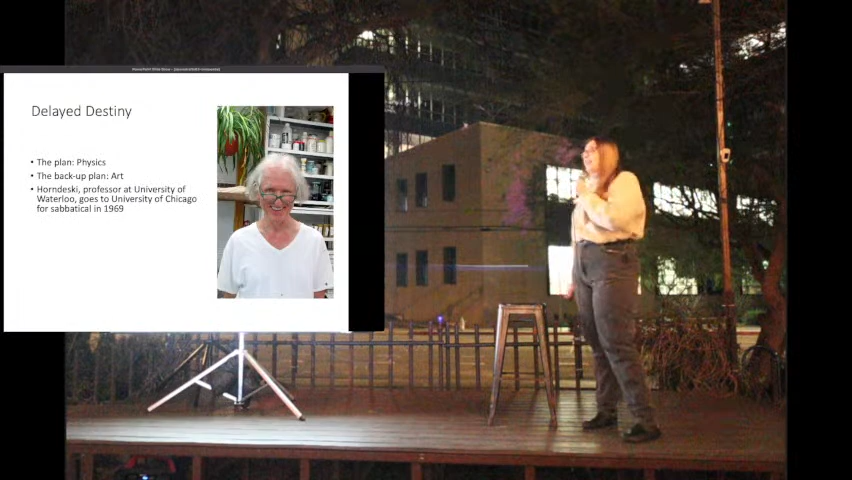 Delayed Destiny
• The plan: Physics
• The back-up plan: Art
• Horndeski, professor at University of
Waterloo, goes to University of Chicago
for sabbatical in 1969